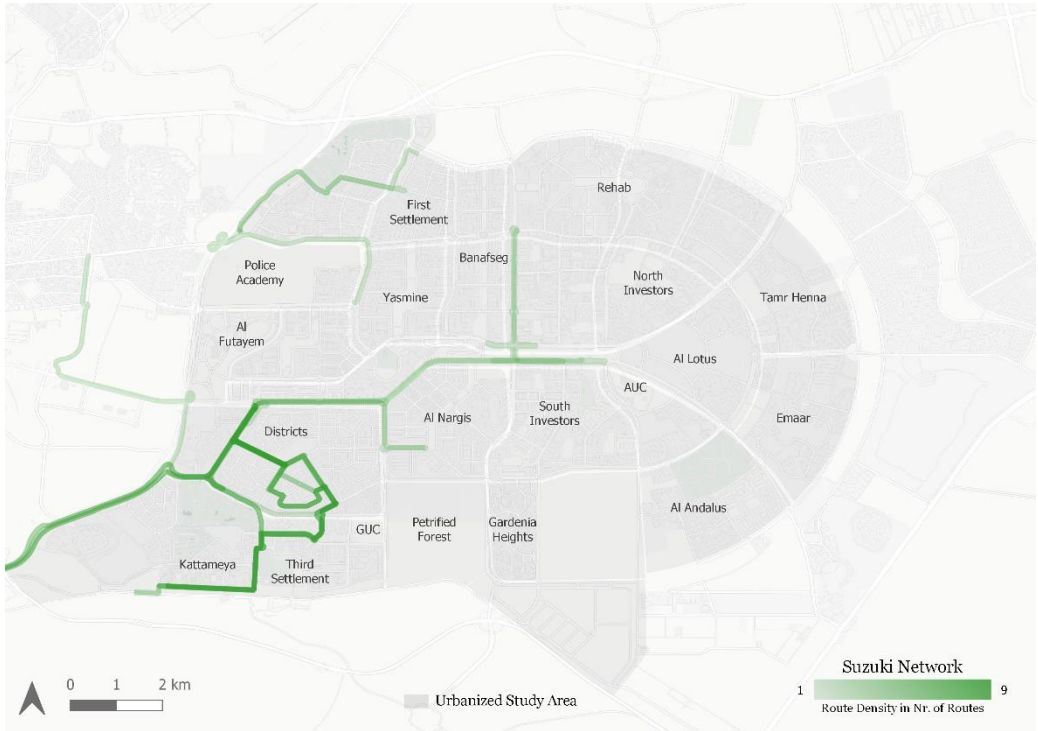 Rehab
First
Settlement
Banafseg
Police
Academy
North
Investors
Yasmine
Tamr Henna
Al
Futayem
Al Lotus
AUC
Al Nargis
South
Investors
Emaar
Districts
Al Andalus
GUC
Petrified
Forest
Gardenia
Heights
Kattameya
Third
Settlement
0 1 2 km
Urbanized Study Area
Suzuki Network
1 9
Route Density in Nr. of Routes